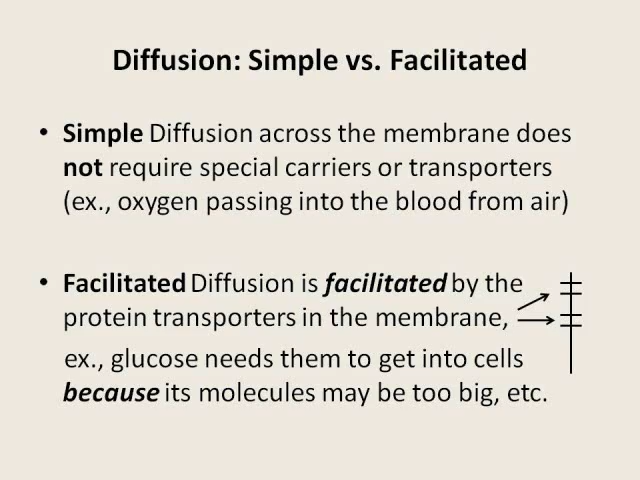 Diffusion: Simple vs. Facilitated
• Simple Diffusion across the membrane does
not require special carriers or transporters
(ex., oxygen passing into the blood from air)
• Facilitated Diffusion is facilitated by the
protein transporters in the membrane,
ex., glucose needs them to get into cells
because its molecules may be too big, etc.